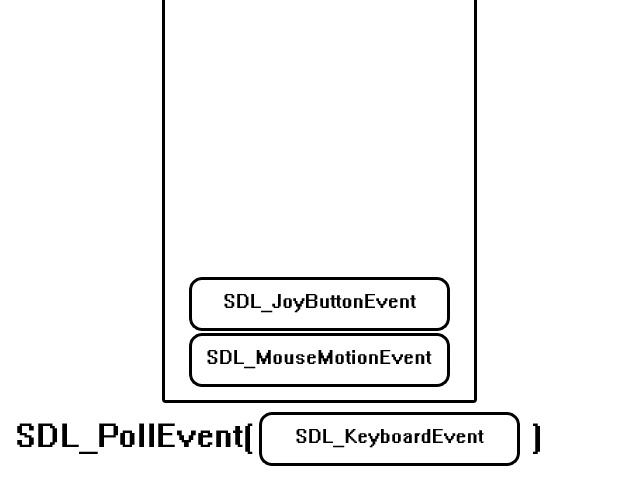 SDL_JoyButtonEvent
SDL_MouseMotionEvent
SDL_PollEvent( SDL_KeyboardEvent )